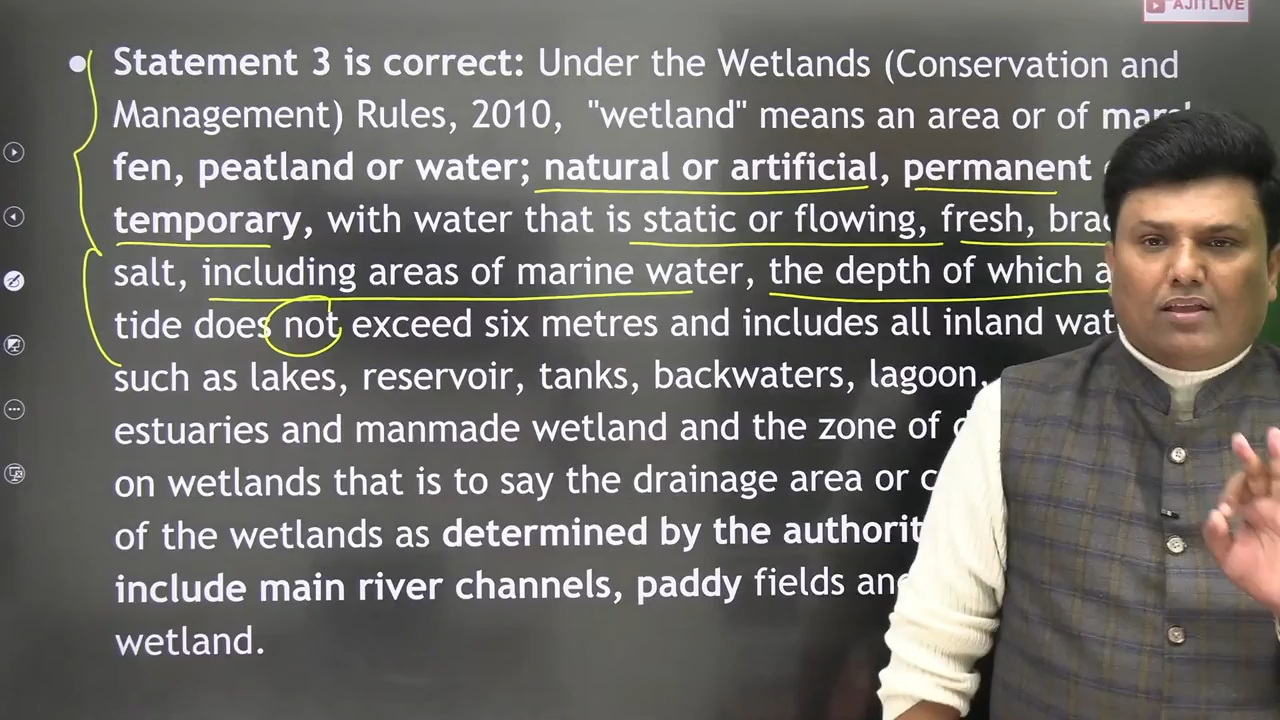 AJITLIVE
Statement 3 is correct: Under the Wetlands (Conservation and
Management) Rules, 2010, "wetland" means an area or of
fen, peatland or water; natural or artificial, permanent
temporary, with water that is static or flowing, fresh,
salt, including areas of marine water, the depth of which
tide does not exceed six metres and includes all inland
such as lakes, reservoir, tanks, backwaters, lagoon,
estuaries and manmade wetland and the zone of
on wetlands that is to say the drainage area or
of the wetlands as determined by the
include main river channels, paddy fields
wetland.